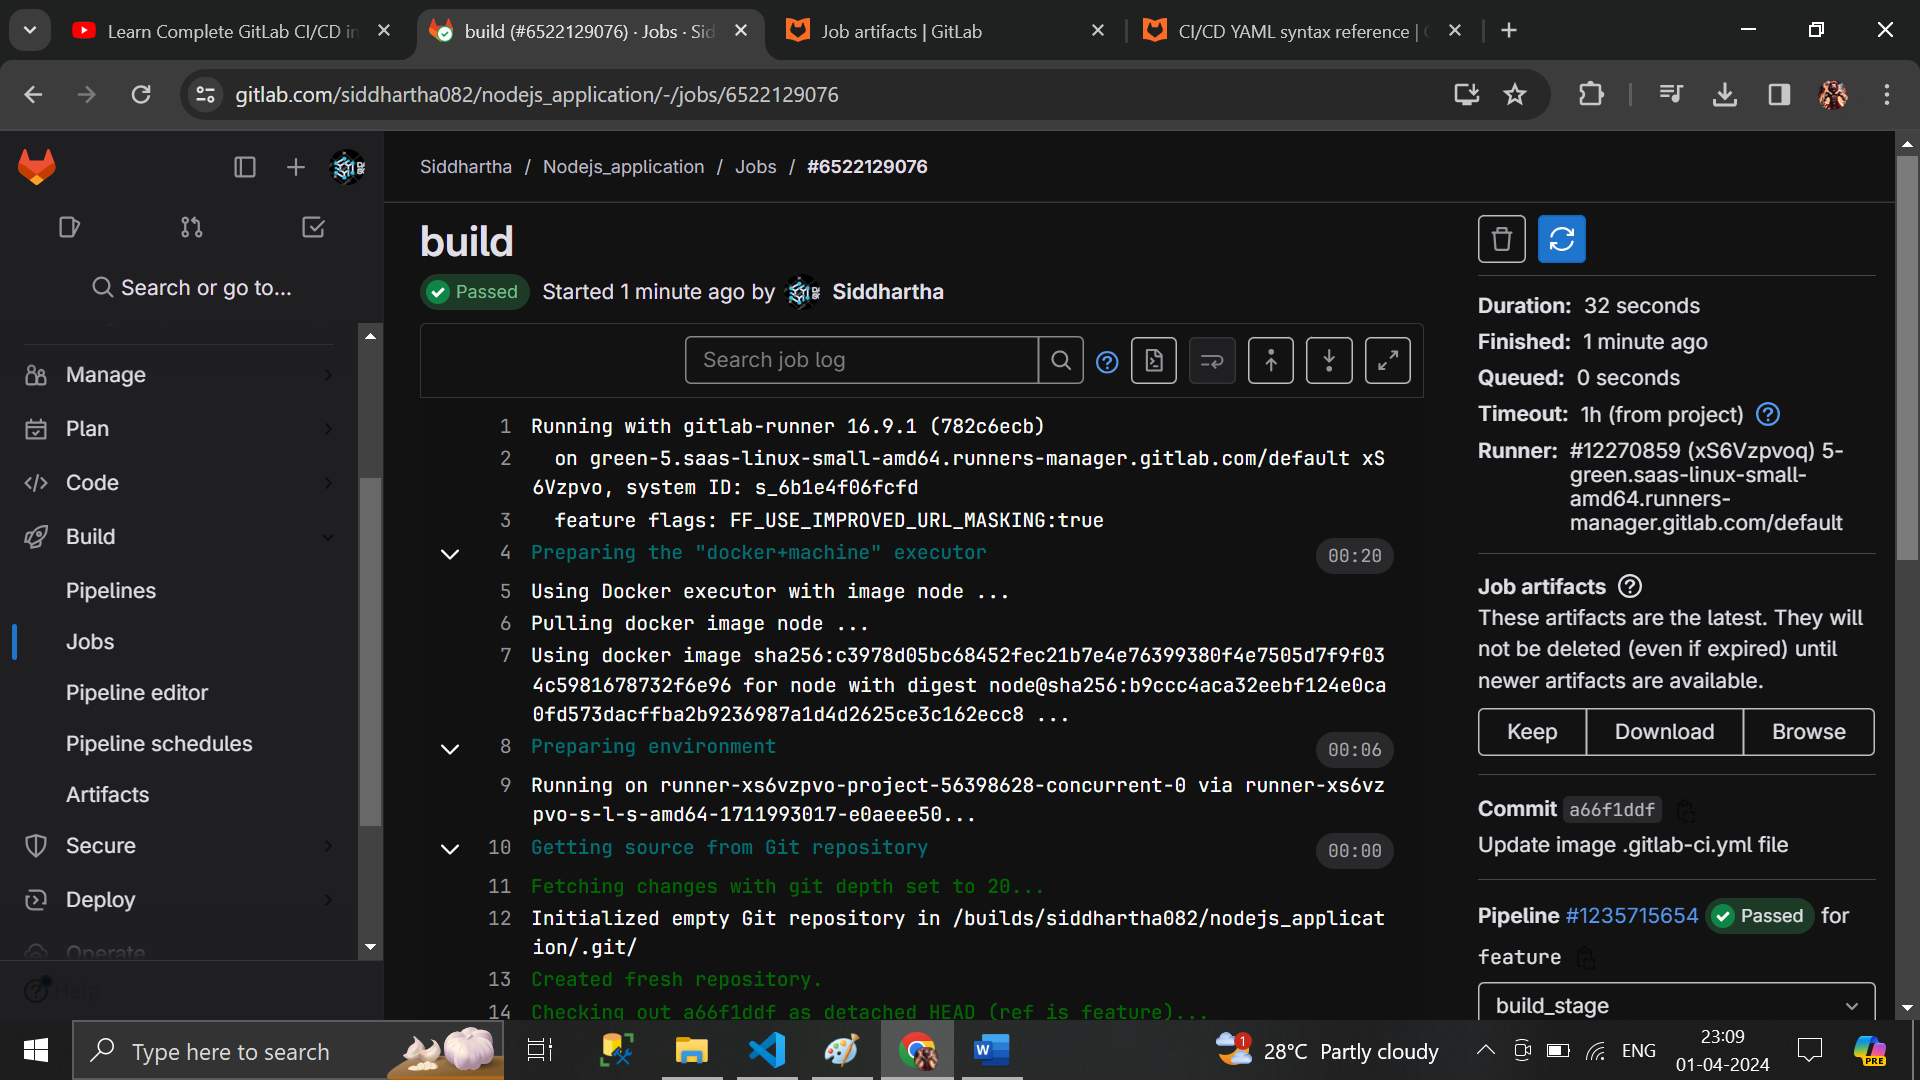 Learn Complete GitLab CI/CD in
build (#6522129076) · Jobs · Sid
Job artifacts | GitLab
CI/CD YAML syntax reference |
gitlab.com/siddhartha082/nodejs_application/-/jobs/6522129076
Siddhartha / Nodejs_application / Jobs / #6522129076
Search or go to...
Manage
Plan
Code
Build
Pipelines
Jobs
Pipeline editor
Pipeline schedules
Artifacts
Secure
Deploy
Operate
Help
build
Passed Started 1 minute ago by Siddhartha
Search job log
1 Running with gitlab-runner 16.9.1 (782c6ecb)
2 on green-5.saas-linux-small-amd64.runners-manager.gitlab.com/default xS
6Vzpvo, system ID: s_6b1e4f06fcfd
3 feature flags: FF_USE_IMPROVED_URL_MASKING:true
4 Preparing the "docker+machine" executor 00:20
5 Using Docker executor with image node ...
6 Pulling docker image node ...
7 Using docker image sha256:c3978d05bc68452fec21b7e4e76399380f4e7505d7f9f03
4c5981678732f6e96 for node with digest node@sha256:b9ccc4aca32eebf124e0ca
0fd573dacffba2b9236987a1d4d2625ce3c162ecc8 ...
8 Preparing environment 00:06
9 Running on runner-xs6vzpvo-project-56398628-concurrent-0 via runner-xs6vz
pvo-s-l-s-amd64-1711993017-e0aeee50...
10 Getting source from Git repository 00:00
11 Fetching changes with git depth set to 20...
12 Initialized empty Git repository in /builds/siddhartha082/nodejs_applicat
ion/.git/
13 Created fresh repository.
14 Checking out a66f1ddf as detached HEAD (ref is feature)...
Duration: 32 seconds
Finished: 1 minute ago
Queued: 0 seconds
Timeout: 1h (from project)
Runner: #12270859 (xS6Vzpvoq) 5-
green.saas-linux-small-
amd64.runners-
manager.gitlab.com/default
Job artifacts
These artifacts are the latest. They will
not be deleted (even if expired) until
newer artifacts are available.
Keep Download Browse
Commit a66f1ddf
Update image .gitlab-ci.yml file
Pipeline #1235715654 Passed for
feature
build_stage
Type here to search
1
28°C Partly cloudy
ENG
23:09
01-04-2024
PRE